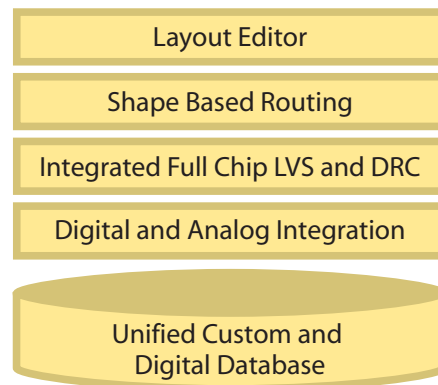 Layout Editor
Shape Based Routing
Integrated Full Chip LVS and DRC
Digital and Analog Integration
Unified Custom and
Digital Database